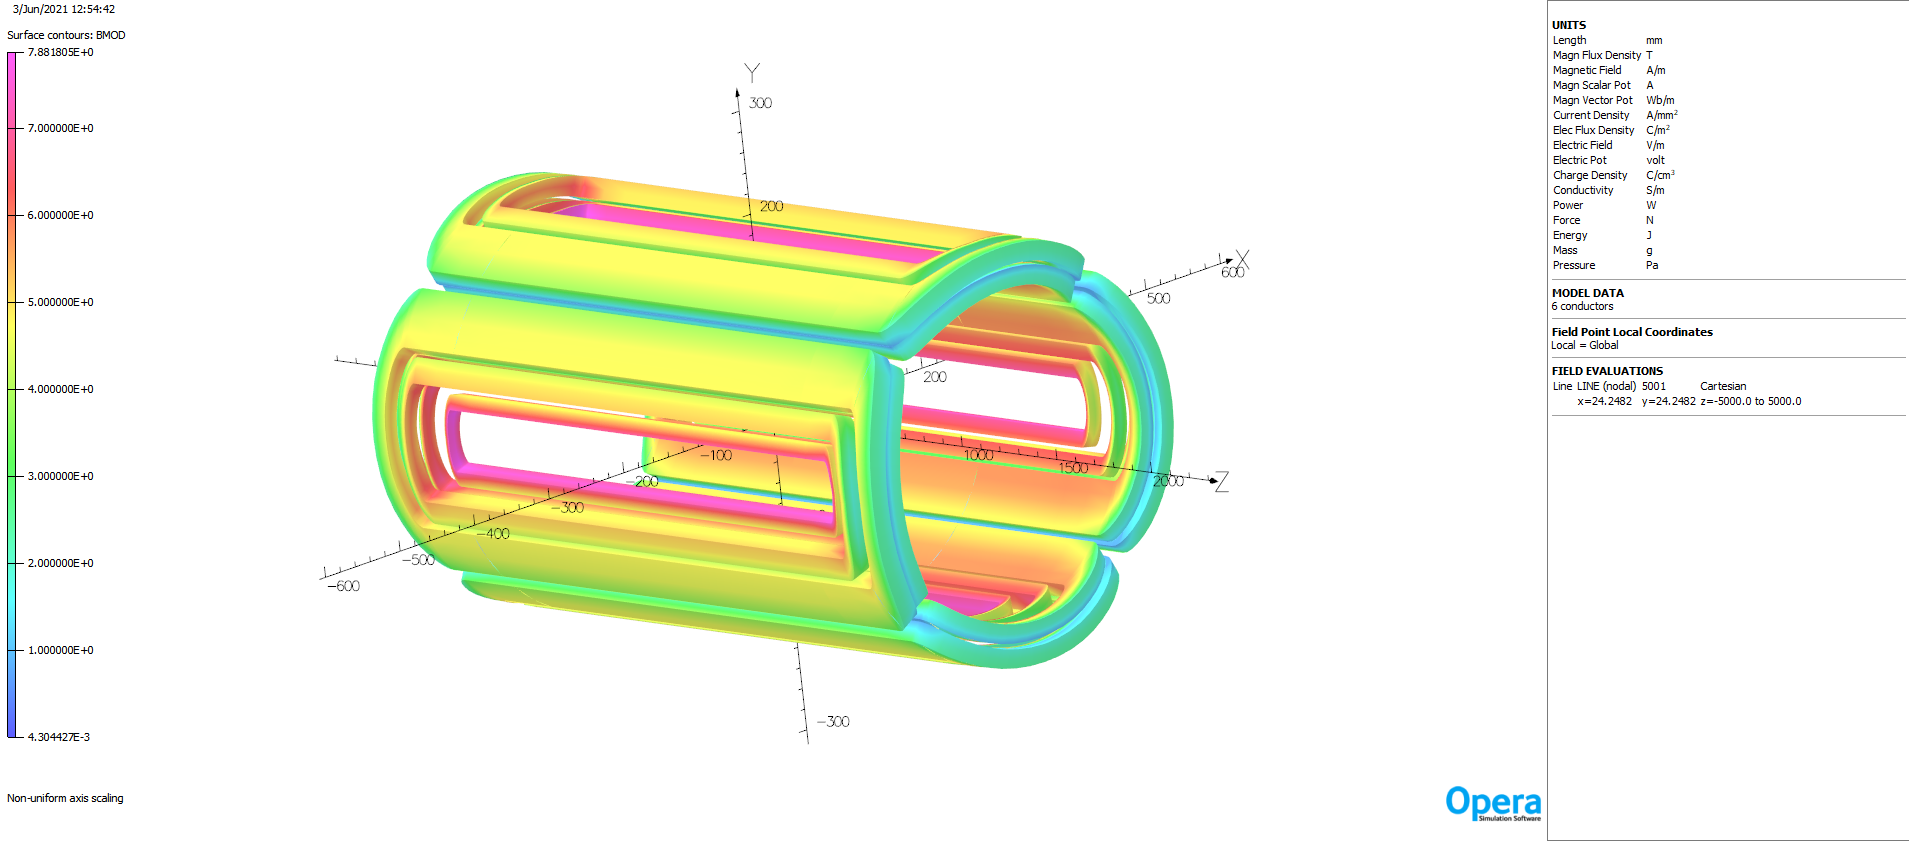 3/Jun/2021 12:54:42
Surface contours: BMOD
7.881805E+0
7.000000E+0
6.000000E+0
5.000000E+0
4.000000E+0
3.000000E+0
2.000000E+0
1.000000E+0
4.304427E-3
Non-uniform axis scaling
Y
300
200
X
600
500
200
-100
1000
1500
2000
Z
-200
-300
-400
-500
-600
-300
Opera
Simulation Software
UNITS
Length mm
Magn Flux Density T
Magnetic Field A/m
Magn Scalar Pot A
Magn Vector Pot Wb/m
Current Density A/mm²
Elec Flux Density C/m²
Electric Field V/m
Electric Pot volt
Charge Density C/cm³
Conductivity S/m
Power W
Force N
Energy J
Mass g
Pressure Pa
MODEL DATA
6 conductors
Field Point Local Coordinates
Local = Global
FIELD EVALUATIONS
Line LINE (nodal) 5001 Cartesian
x=24.2482 y=24.2482 z=-5000.0 to 5000.0